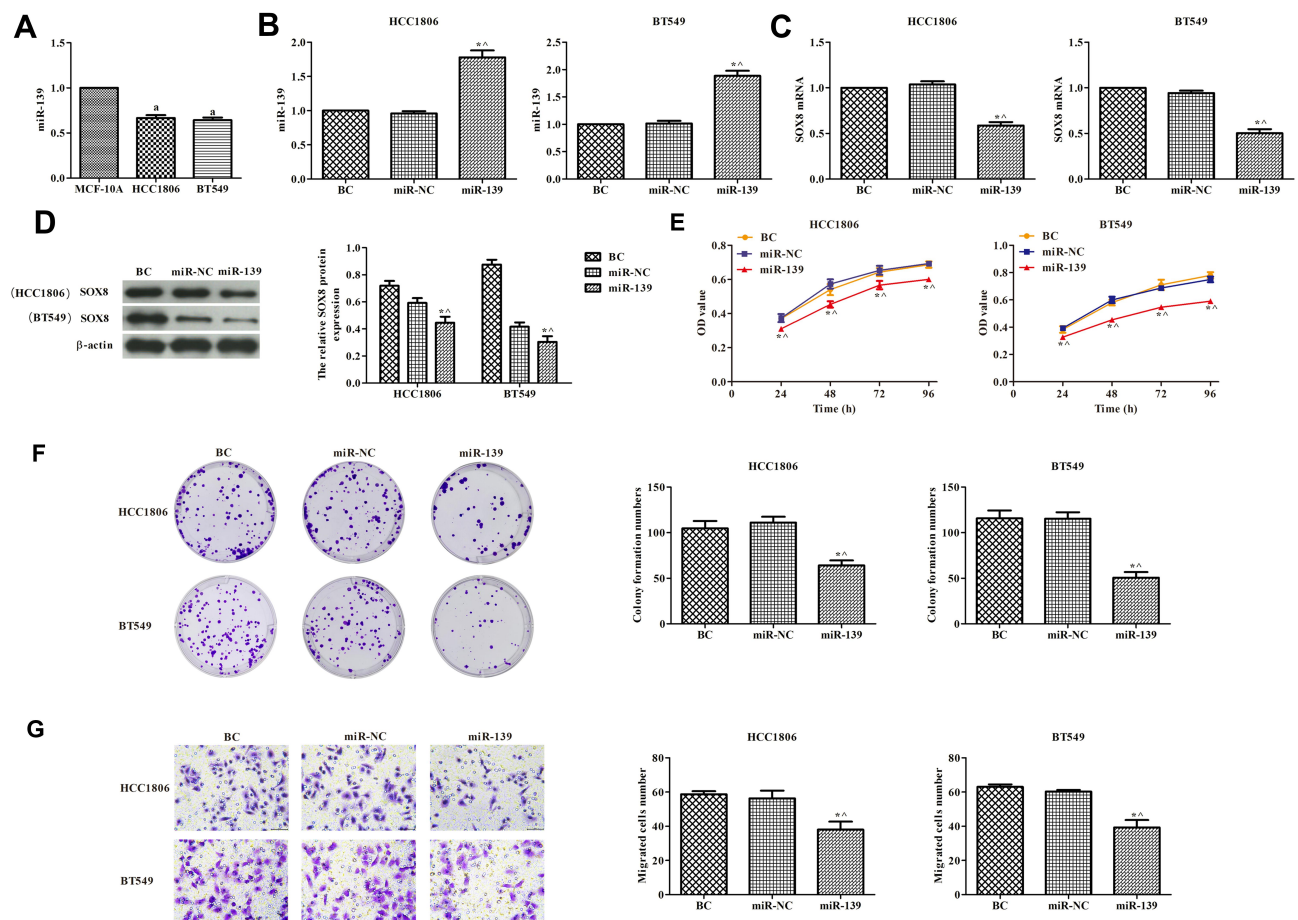 A
miR-139
1.5
1.0
0.5
0.0
a
a
MCF-10A HCC1806 BT549
B
HCC1806
miR-139
2.0
1.5
1.0
0.5
0.0
*^
BC miR-NC miR-139
BT549
miR-139
2.5
2.0
1.5
1.0
0.5
0.0
*^
BC miR-NC miR-139
C
HCC1806
SOX8 mRNA
1.5
1.0
0.5
0.0
*^
BC miR-NC miR-139
BT549
SOX8 mRNA
1.5
1.0
0.5
0.0
*^
BC miR-NC miR-139
D
BC miR-NC miR-139
(HCC1806) SOX8
(BT549) SOX8
β-actin
The relative SOX8 protein
expression
1.0
0.8
0.6
0.4
0.2
0.0
*^
*^
HCC1806 BT549
BC
miR-NC
miR-139
E
HCC1806
BC
miR-NC
miR-139
OD value
0.8
0.6
0.4
0.2
0.0
*^ *^ *^ *^
0 24 48 72 96
Time (h)
BT549
BC
miR-NC
miR-139
OD value
1.0
0.8
0.6
0.4
0.2
0.0
*^ *^ *^ *^
0 24 48 72 96
Time (h)
F
BC miR-NC miR-139
HCC1806
BT549
HCC1806
Colony formation numbers
150
100
50
0
*^
BC miR-NC miR-139
BT549
Colony formation numbers
150
100
50
0
*^
BC miR-NC miR-139
G
BC miR-NC miR-139
HCC1806
BT549
HCC1806
Migrated cells number
80
60
40
20
0
*^
BC miR-NC miR-139
BT549
Migrated cells number
80
60
40
20
0
*^
BC miR-NC miR-139